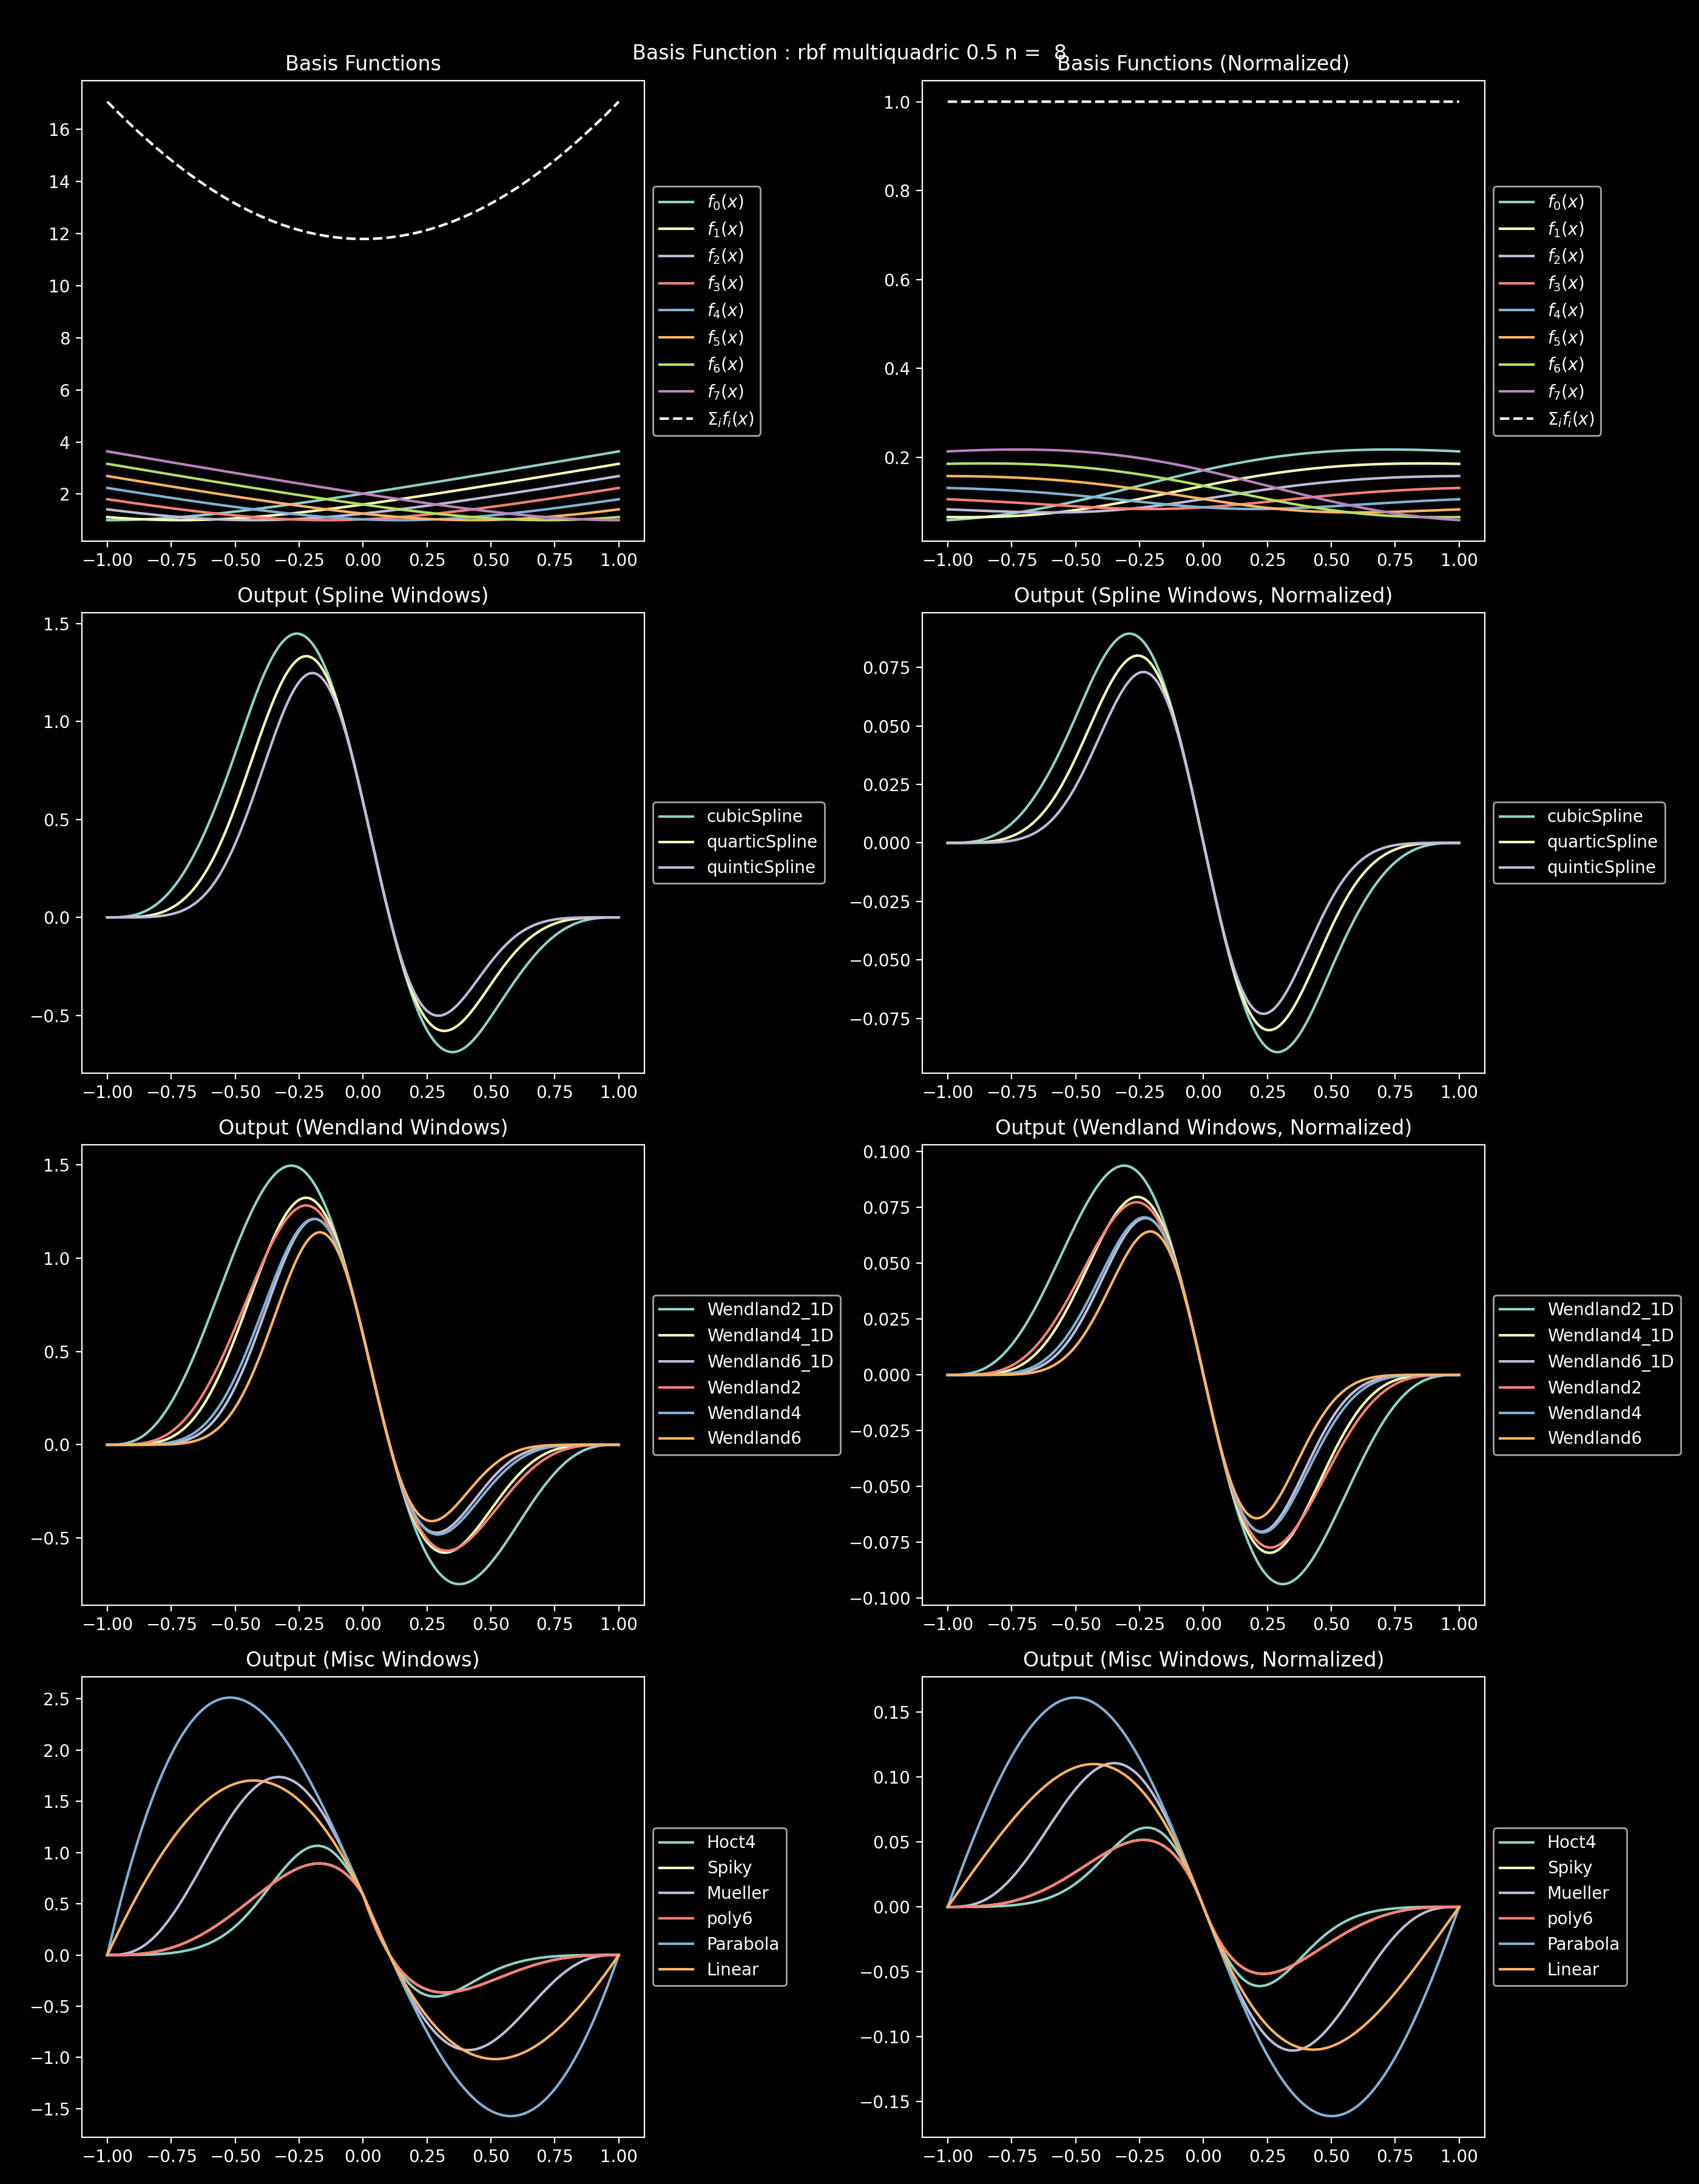 Basis Function : rbf multiquadric 0.5 n = 8
Basis Functions
16
14
12
10
8
6
4
2
−1.00 −0.75 −0.50 −0.25 0.00 0.25 0.50 0.75 1.00
f0(x)
f1(x)
f2(x)
f3(x)
f4(x)
f5(x)
f6(x)
f7(x)
Σifi(x)
Basis Functions (Normalized)
1.0
0.8
0.6
0.4
0.2
−1.00 −0.75 −0.50 −0.25 0.00 0.25 0.50 0.75 1.00
f0(x)
f1(x)
f2(x)
f3(x)
f4(x)
f5(x)
f6(x)
f7(x)
Σifi(x)
Output (Spline Windows)
1.5
1.0
0.5
0.0
−0.5
−1.00 −0.75 −0.50 −0.25 0.00 0.25 0.50 0.75 1.00
cubicSpline
quarticSpline
quinticSpline
Output (Spline Windows, Normalized)
0.075
0.050
0.025
0.000
−0.025
−0.050
−0.075
−1.00 −0.75 −0.50 −0.25 0.00 0.25 0.50 0.75 1.00
cubicSpline
quarticSpline
quinticSpline
Output (Wendland Windows)
1.5
1.0
0.5
0.0
−0.5
−1.00 −0.75 −0.50 −0.25 0.00 0.25 0.50 0.75 1.00
Wendland2_1D
Wendland4_1D
Wendland6_1D
Wendland2
Wendland4
Wendland6
Output (Wendland Windows, Normalized)
0.100
0.075
0.050
0.025
0.000
−0.025
−0.050
−0.075
−0.100
−1.00 −0.75 −0.50 −0.25 0.00 0.25 0.50 0.75 1.00
Wendland2_1D
Wendland4_1D
Wendland6_1D
Wendland2
Wendland4
Wendland6
Output (Misc Windows)
2.5
2.0
1.5
1.0
0.5
0.0
−0.5
−1.0
−1.5
−1.00 −0.75 −0.50 −0.25 0.00 0.25 0.50 0.75 1.00
Hoct4
Spiky
Mueller
poly6
Parabola
Linear
Output (Misc Windows, Normalized)
0.15
0.10
0.05
0.00
−0.05
−0.10
−0.15
−1.00 −0.75 −0.50 −0.25 0.00 0.25 0.50 0.75 1.00
Hoct4
Spiky
Mueller
poly6
Parabola
Linear